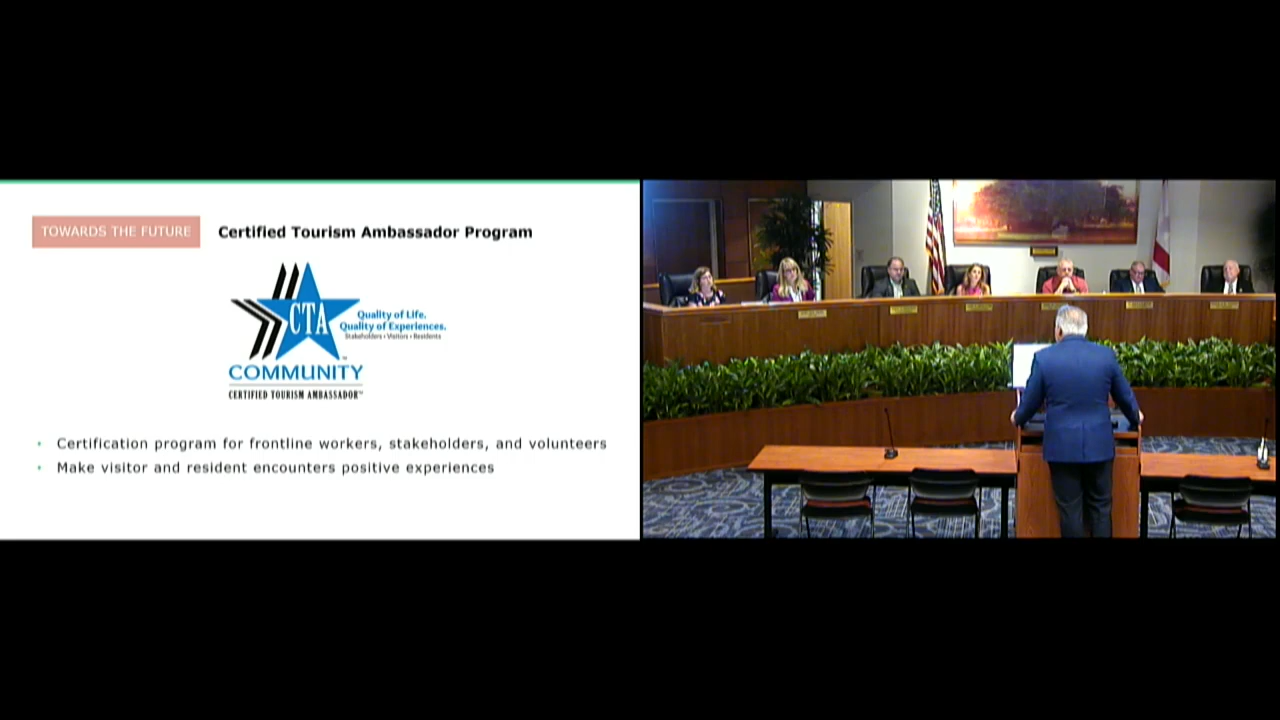 TOWARDS THE FUTURE
Certified Tourism Ambassador Program
CTA
Quality of Life.
Quality of Experiences.
Stakeholders • Visitors • Residents
COMMUNITY
CERTIFIED TOURISM AMBASSADOR™
• Certification program for frontline workers, stakeholders, and volunteers
• Make visitor and resident encounters positive experiences